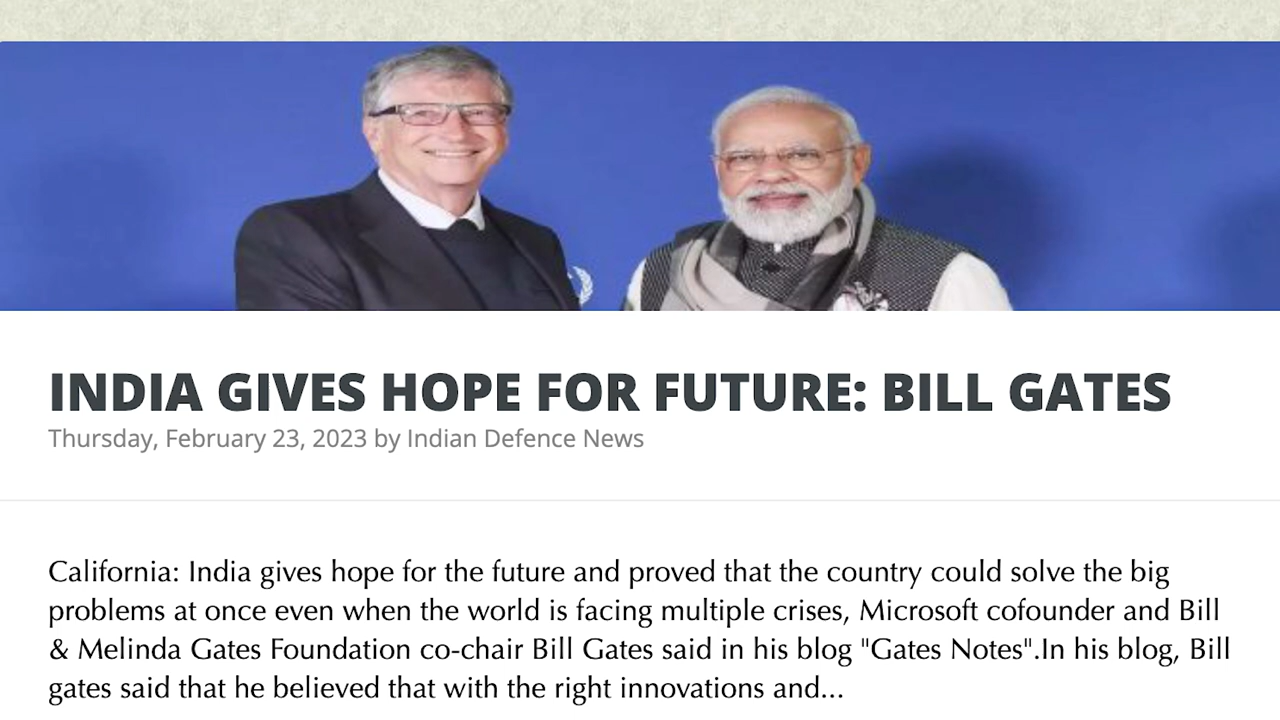 INDIA GIVES HOPE FOR FUTURE: BILL GATES
Thursday, February 23, 2023 by Indian Defence News
California: India gives hope for the future and proved that the country could solve the big
problems at once even when the world is facing multiple crises, Microsoft cofounder and Bill
& Melinda Gates Foundation co-chair Bill Gates said in his blog "Gates Notes".In his blog, Bill
gates said that he believed that with the right innovations and...